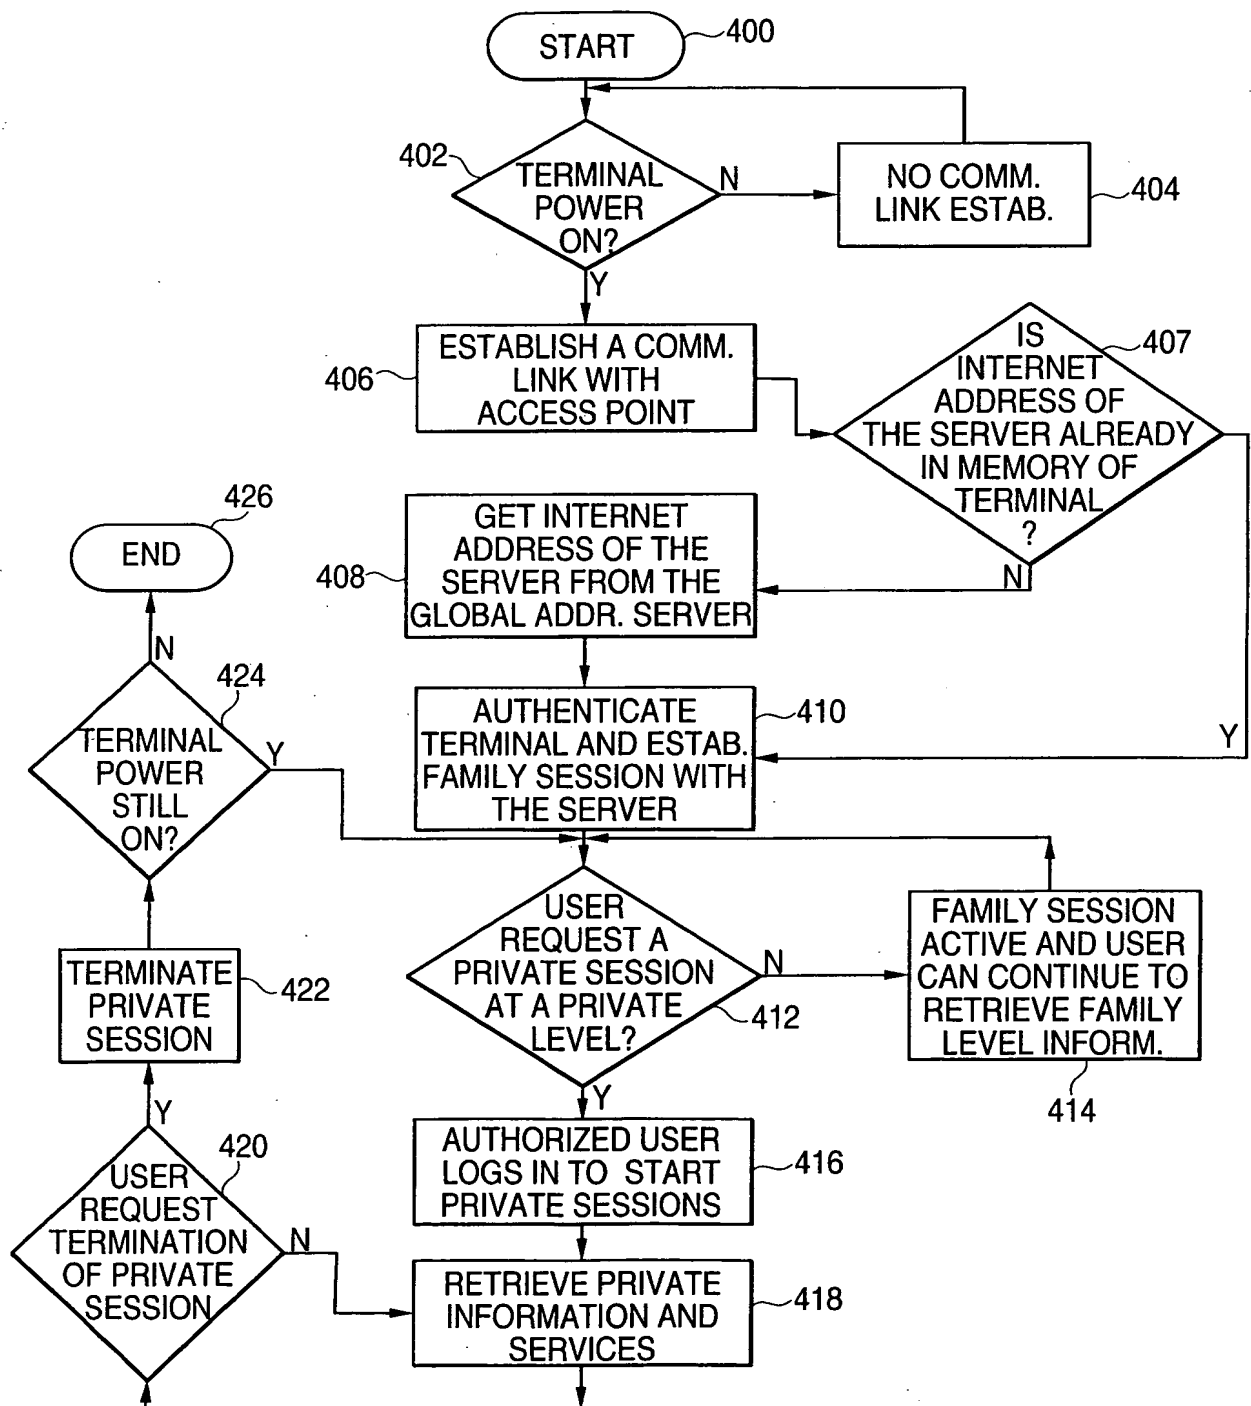 START
400
402
TERMINAL
POWER
ON?
N
NO COMM.
LINK ESTAB.
404
Y
406
ESTABLISH A COMM.
LINK WITH
ACCESS POINT
IS
INTERNET
ADDRESS OF
THE SERVER ALREADY
IN MEMORY OF
TERMINAL
?
407
N
Y
408
GET INTERNET
ADDRESS OF THE
SERVER FROM THE
GLOBAL ADDR. SERVER
426
END
N
424
TERMINAL
POWER
STILL
ON?
Y
AUTHENTICATE
TERMINAL AND ESTAB.
FAMILY SESSION WITH
THE SERVER
410
USER
REQUEST A
PRIVATE SESSION
AT A PRIVATE
LEVEL?
412
N
FAMILY SESSION
ACTIVE AND USER
CAN CONTINUE TO
RETRIEVE FAMILY
LEVEL INFORM.
414
TERMINATE
PRIVATE
SESSION
422
Y
Y
AUTHORIZED USER
LOGS IN TO START
PRIVATE SESSIONS
416
420
USER
REQUEST
TERMINATION
OF PRIVATE
SESSION
N
RETRIEVE PRIVATE
INFORMATION AND
SERVICES
418